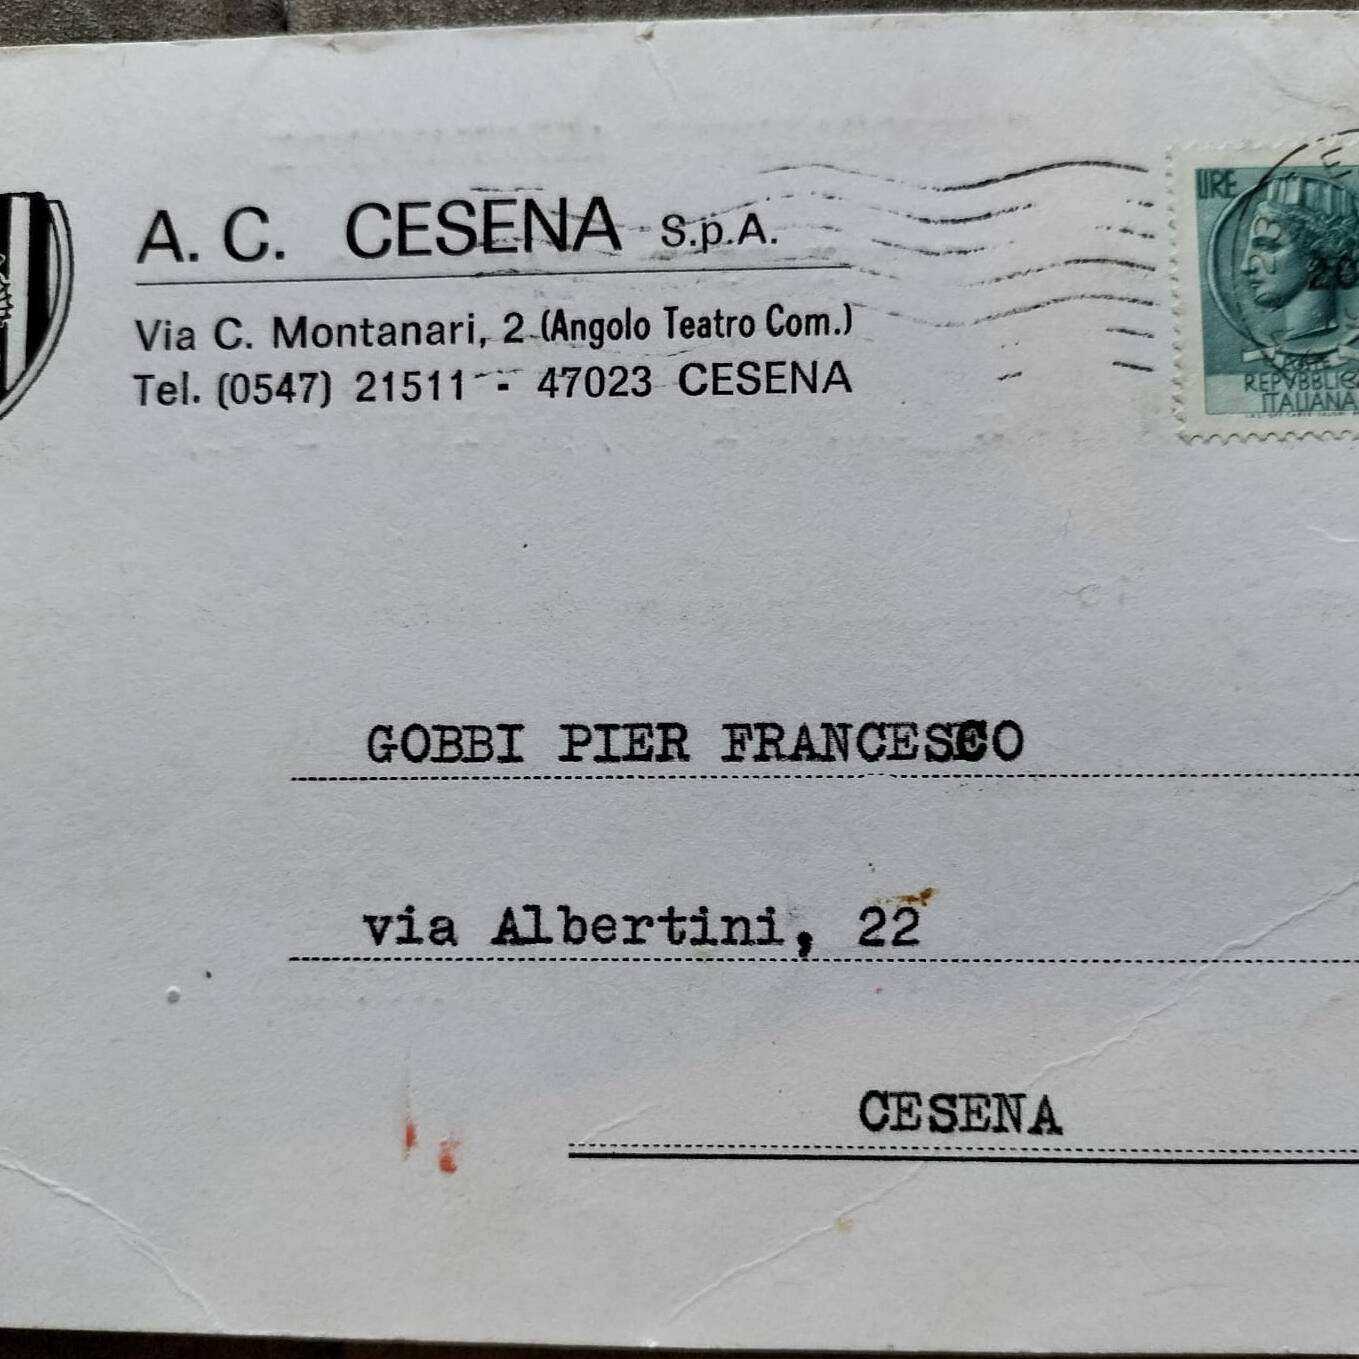 A. C. CESENA S.p.A.
Via C. Montanari, 2 (Angolo Teatro Com.)
Tel. (0547) 21511 - 47023 CESENA
LIRE
REPVBBLICA
ITALIANA
GOBBI PIER FRANCESCO
via Albertini, 22
CESENA